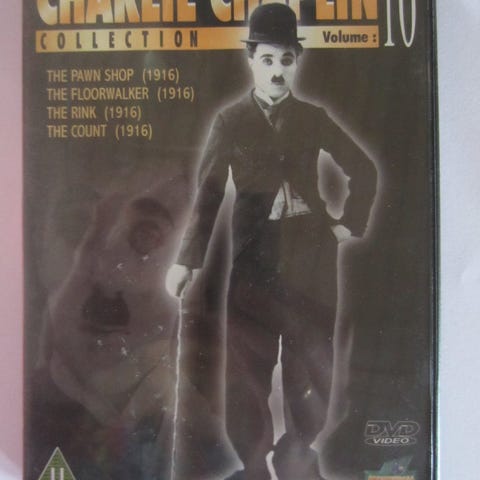 CHARLIE CHAPLIN
COLLECTION Volume: 10
THE PAWN SHOP (1916)
THE FLOORWALKER (1916)
THE RINK (1916)
THE COUNT (1916)
DVD
VIDEO
U